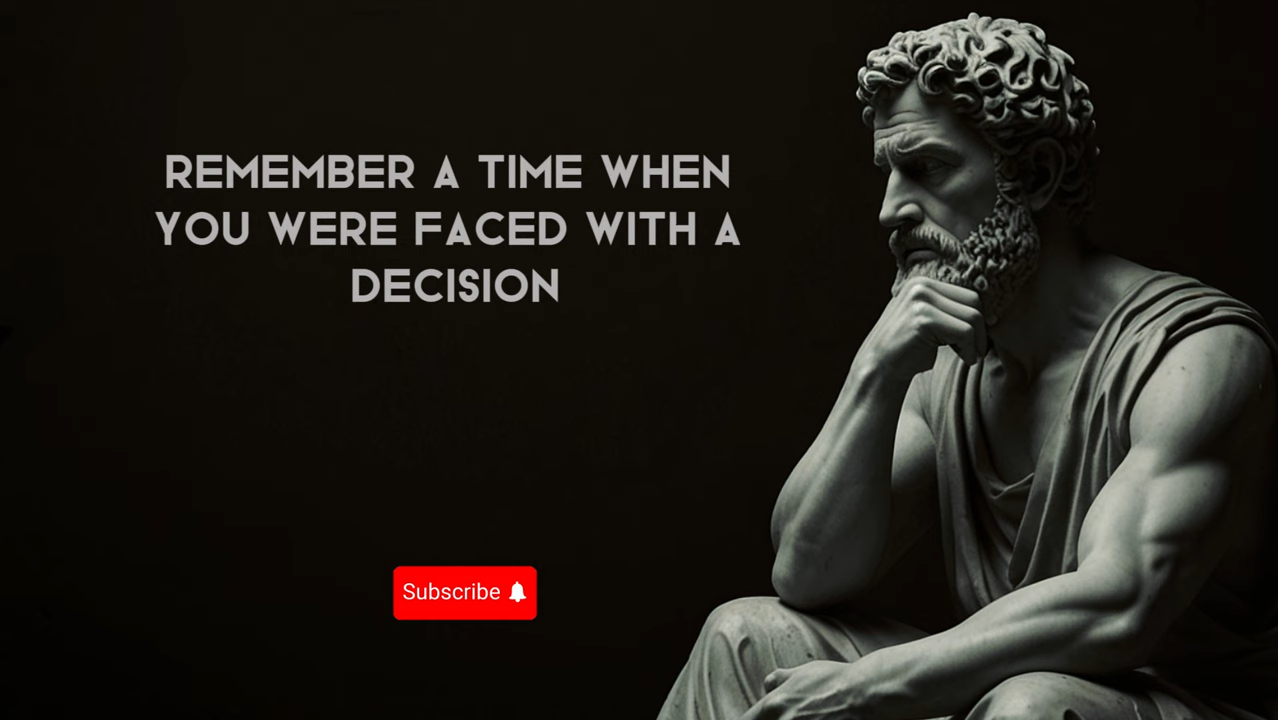 REMEMBER A TIME WHEN
YOU WERE FACED WITH A
DECISION
Subscribe